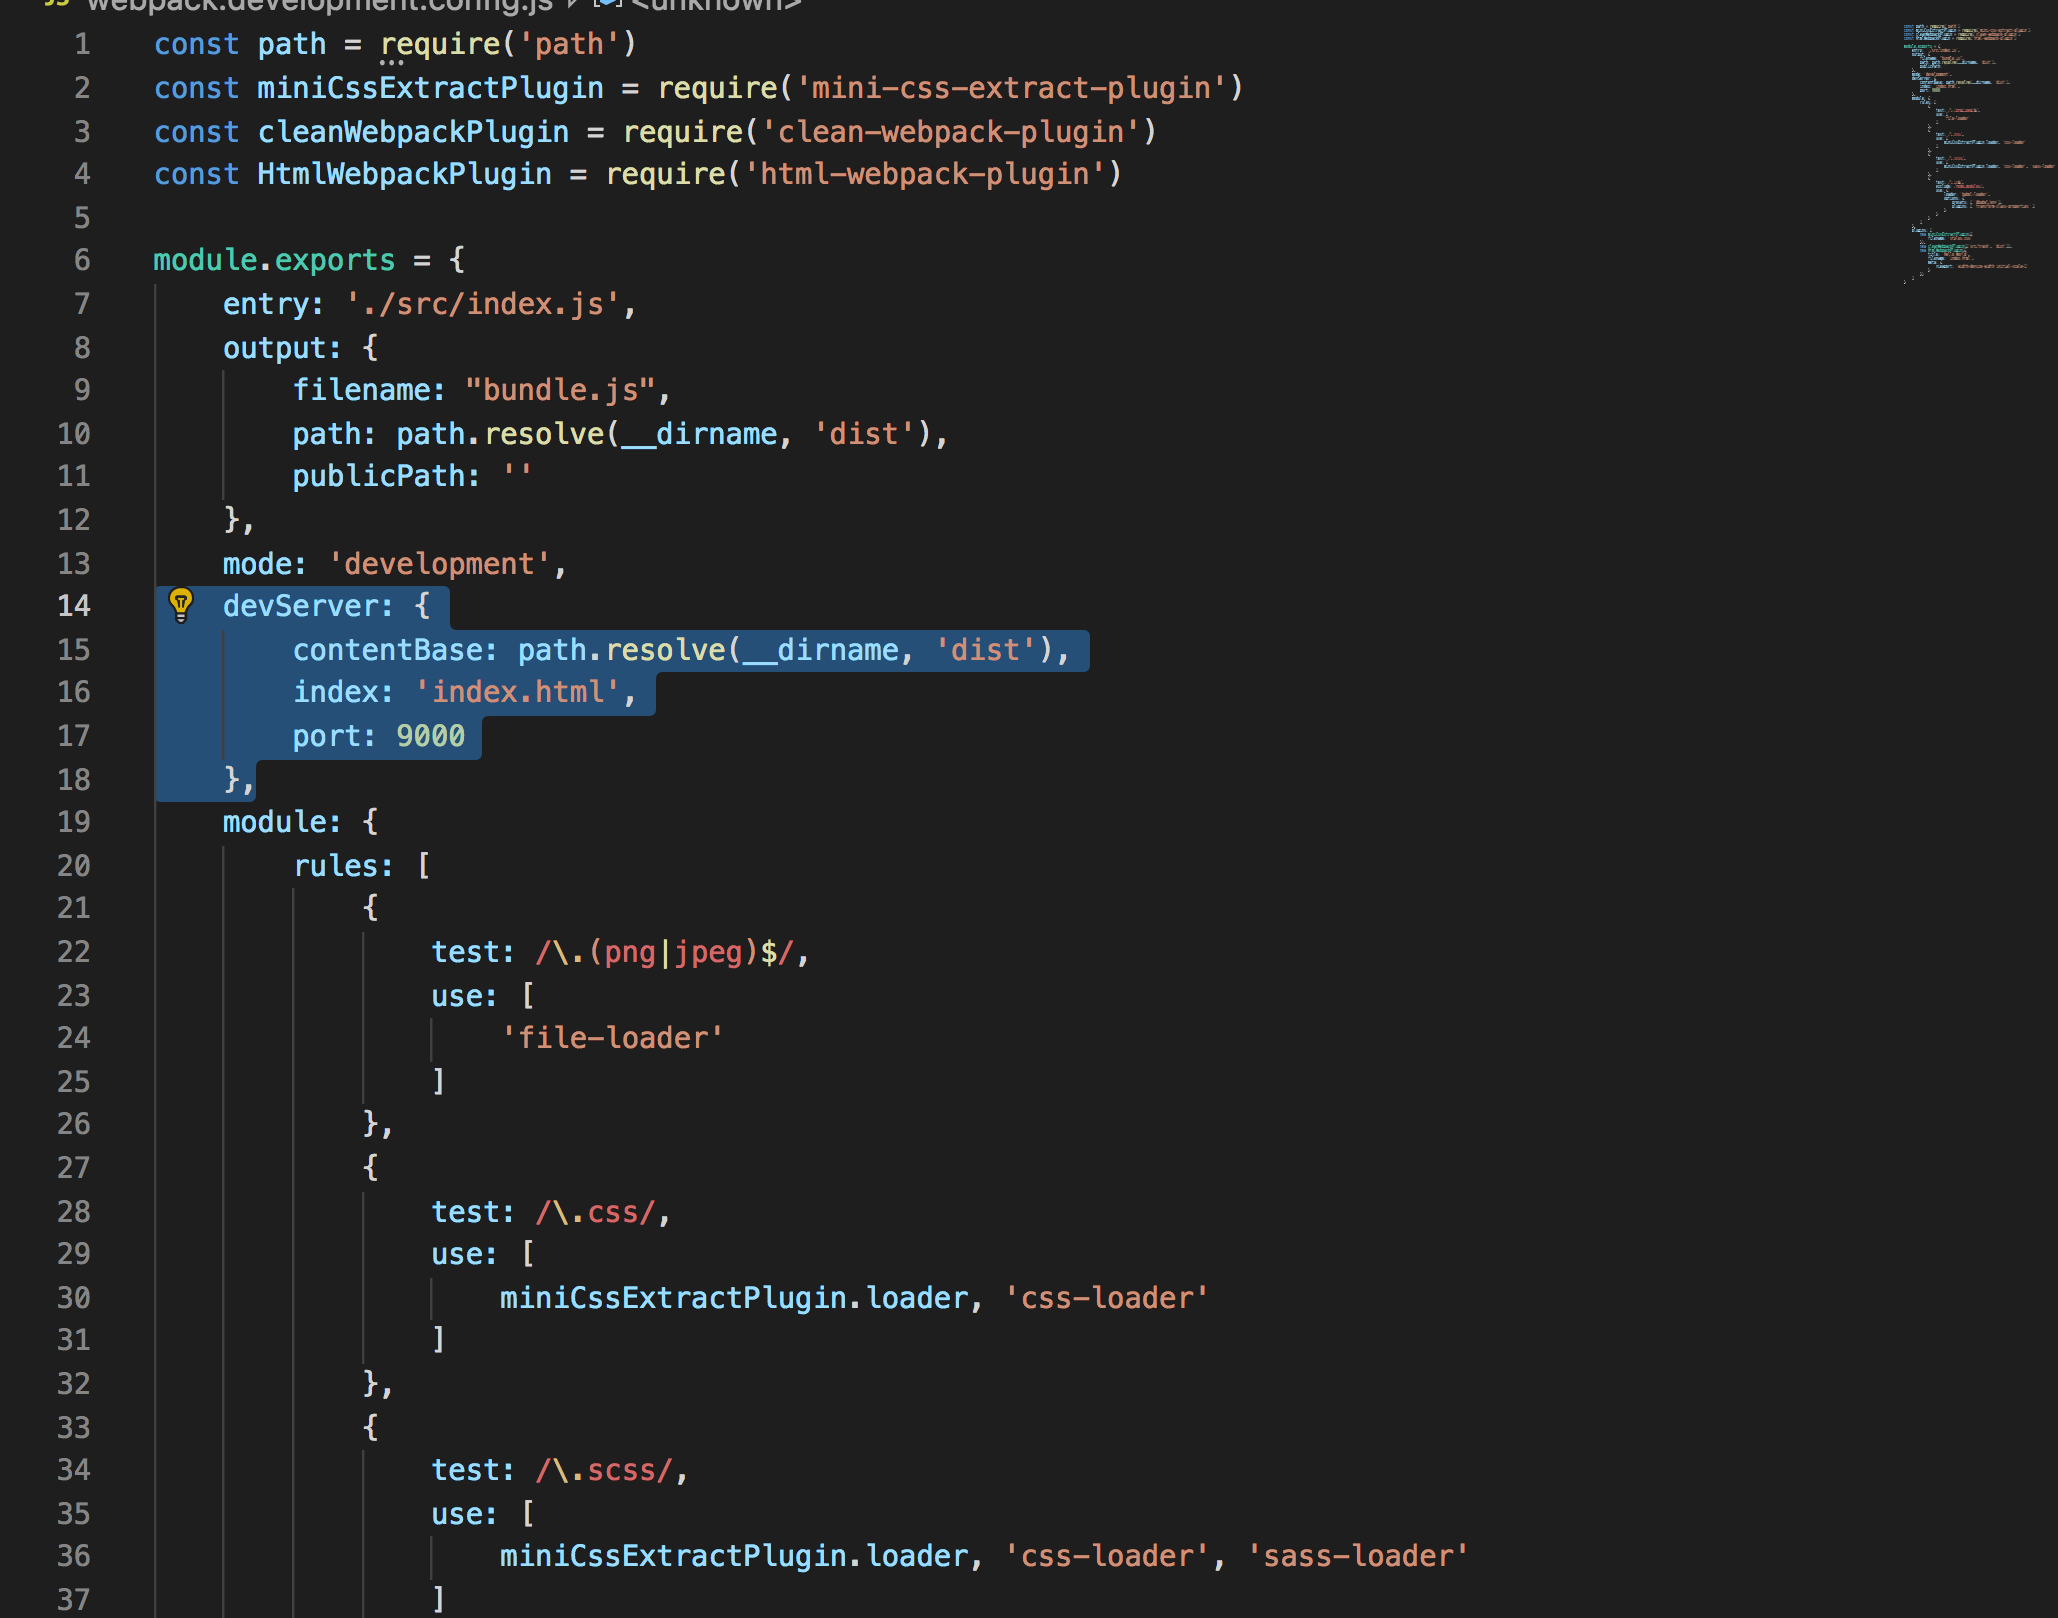 webpack.development.config.js <unknown>
1 const path = require('path')
2 const miniCssExtractPlugin = require('mini-css-extract-plugin')
3 const cleanWebpackPlugin = require('clean-webpack-plugin')
4 const HtmlWebpackPlugin = require('html-webpack-plugin')
5
6 module.exports = {
7     entry: './src/index.js',
8     output: {
9         filename: "bundle.js",
10         path: path.resolve(__dirname, 'dist'),
11         publicPath: ''
12     },
13     mode: 'development',
14     devServer: {
15         contentBase: path.resolve(__dirname, 'dist'),
16         index: 'index.html',
17         port: 9000
18     },
19     module: {
20         rules: [
21             {
22                 test: /\.(png|jpeg)$/,
23                 use: [
24                     'file-loader'
25                 ]
26             },
27             {
28                 test: /\.css/,
29                 use: [
30                     miniCssExtractPlugin.loader, 'css-loader'
31                 ]
32             },
33             {
34                 test: /\.scss/,
35                 use: [
36                     miniCssExtractPlugin.loader, 'css-loader', 'sass-loader'
37                 ]